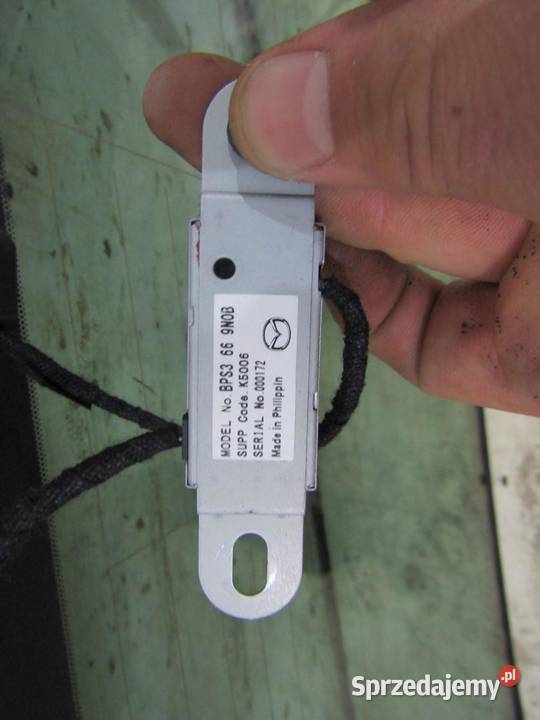 MODEL No. BPS3 66 9N0B
SUPP Code. K5006
SERIAL No. 000172
Made in Philippin
Sprzedajemy.pl